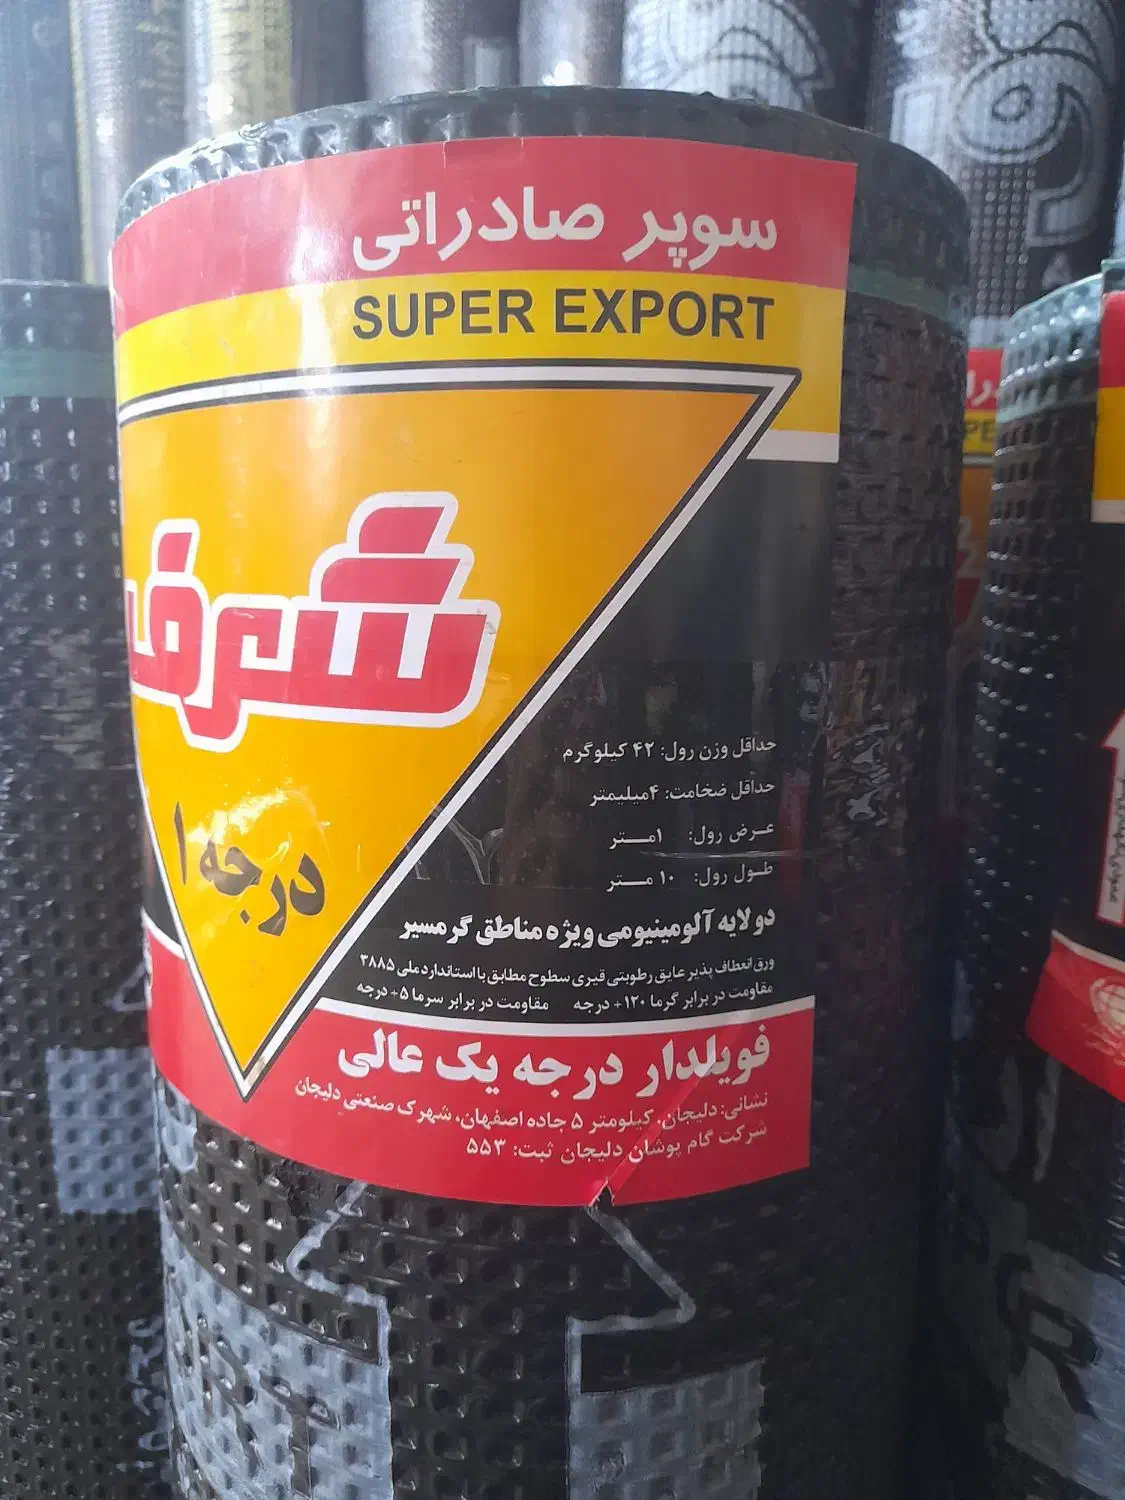 سوپر صادراتی
SUPER EXPORT
شرق
درجه ۱
حداقل وزن رول: ۴۲ کیلوگرم
حداقل ضخامت: ۴میلیمتر
عرض رول: ۱متر
طول رول: ۱۰ متر
دو لایه آلومینیومی ویژه مناطق گرمسیر
ورق انعطاف پذیر عایق رطوبتی قیری سطوح مطابق با استاندارد ملی ۳۸۸۵
مقاومت در برابر گرما ۱۲۰+ درجه مقاومت در برابر سرما ۵+ درجه
فویلدار درجه یک عالی
نشانی: دلیجان، کیلومتر ۵ جاده اصفهان، شهرک صنعتی دلیجان
شرکت گام پوشان دلیجان ثبت: ۵۵۳